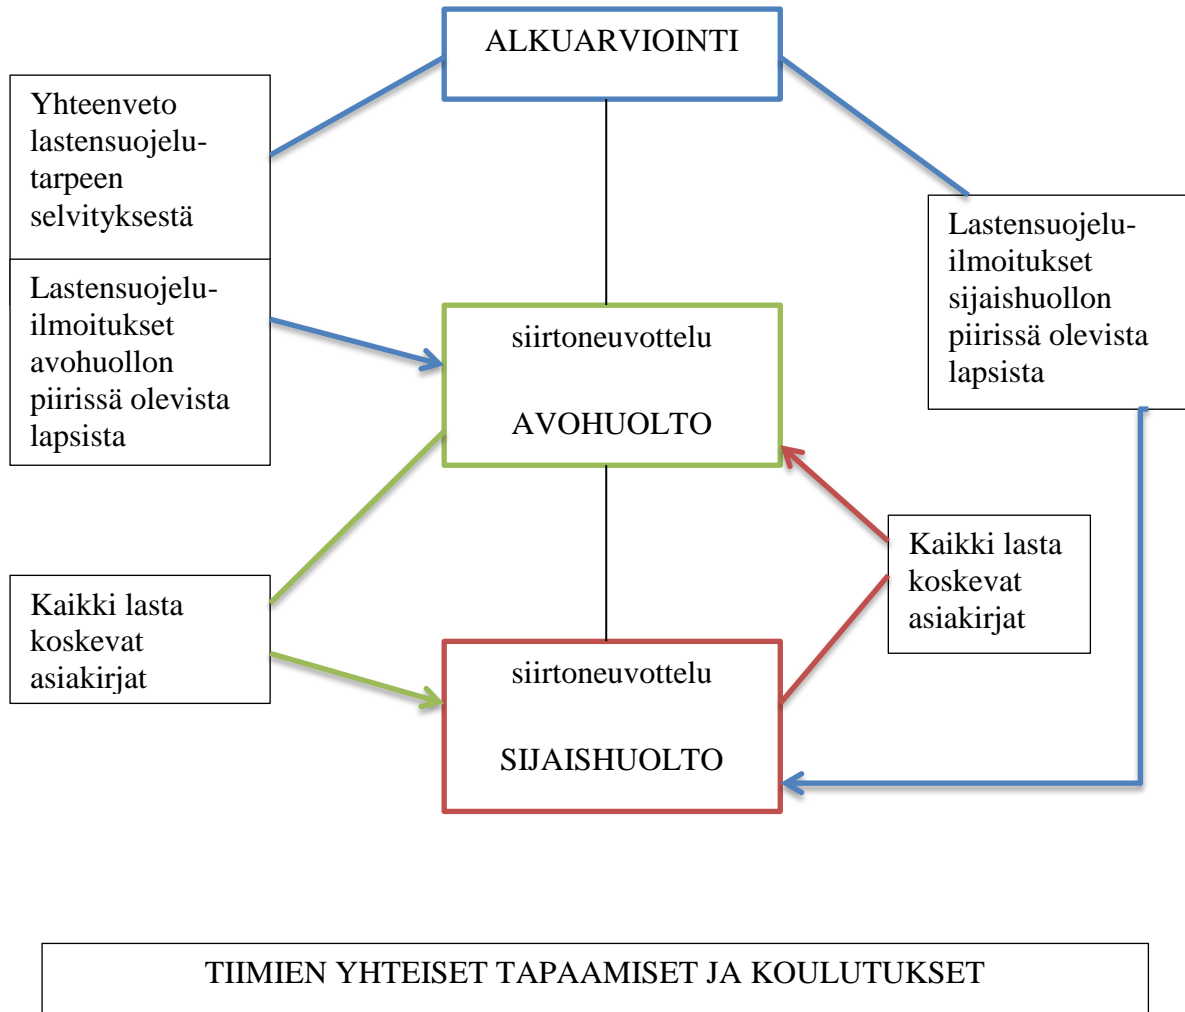 ALKUARVIOINTI
Yhteenveto
lastensuojelu-
tarpeen
selvityksestä
Lastensuojelu-
ilmoitukset
avohuollon
piirissä olevista
lapsista
Lastensuojelu-
ilmoitukset
sijaishuollon
piirissä olevista
lapsista
siirtoneuvottelu
AVOHUOLTO
Kaikki lasta
koskevat
asiakirjat
Kaikki lasta
koskevat
asiakirjat
siirtoneuvottelu
SIJAISHUOLTO
TIIMIEN YHTEISET TAPAAMISET JA KOULUTUKSET